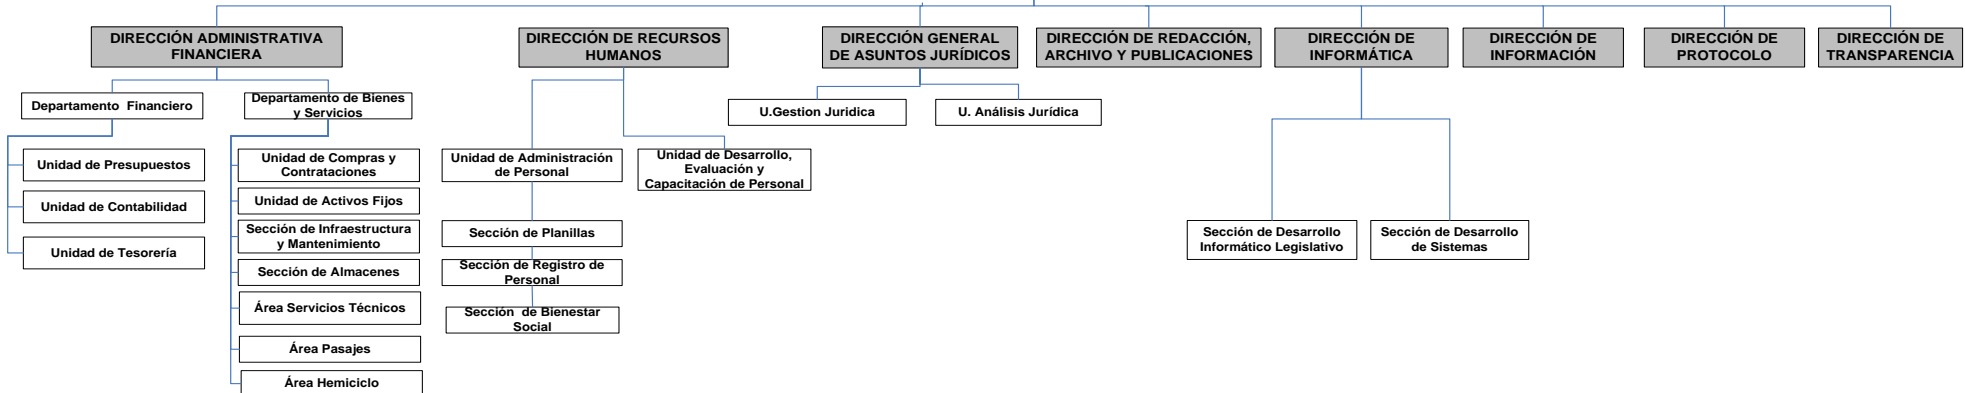 DIRECCIÓN ADMINISTRATIVA
FINANCIERA
DIRECCIÓN DE RECURSOS
HUMANOS
DIRECCIÓN GENERAL
DE ASUNTOS JURÍDICOS
DIRECCIÓN DE REDACCIÓN,
ARCHIVO Y PUBLICACIONES
DIRECCIÓN DE
INFORMÁTICA
DIRECCIÓN DE
INFORMACIÓN
DIRECCIÓN DE
PROTOCOLO
DIRECCIÓN DE
TRANSPARENCIA
Departamento Financiero
Departamento de Bienes
y Servicios
U.Gestion Juridica
U. Análisis Jurídica
Unidad de Presupuestos
Unidad de Contabilidad
Unidad de Tesorería
Unidad de Compras y
Contrataciones
Unidad de Activos Fijos
Sección de Infraestructura
y Mantenimiento
Sección de Almacenes
Área Servicios Técnicos
Área Pasajes
Área Hemiciclo
Unidad de Administración
de Personal
Unidad de Desarrollo,
Evaluación y
Capacitación de Personal
Sección de Planillas
Sección de Registro de
Personal
Sección de Bienestar
Social
Sección de Desarrollo
Informático Legislativo
Sección de Desarrollo
de Sistemas